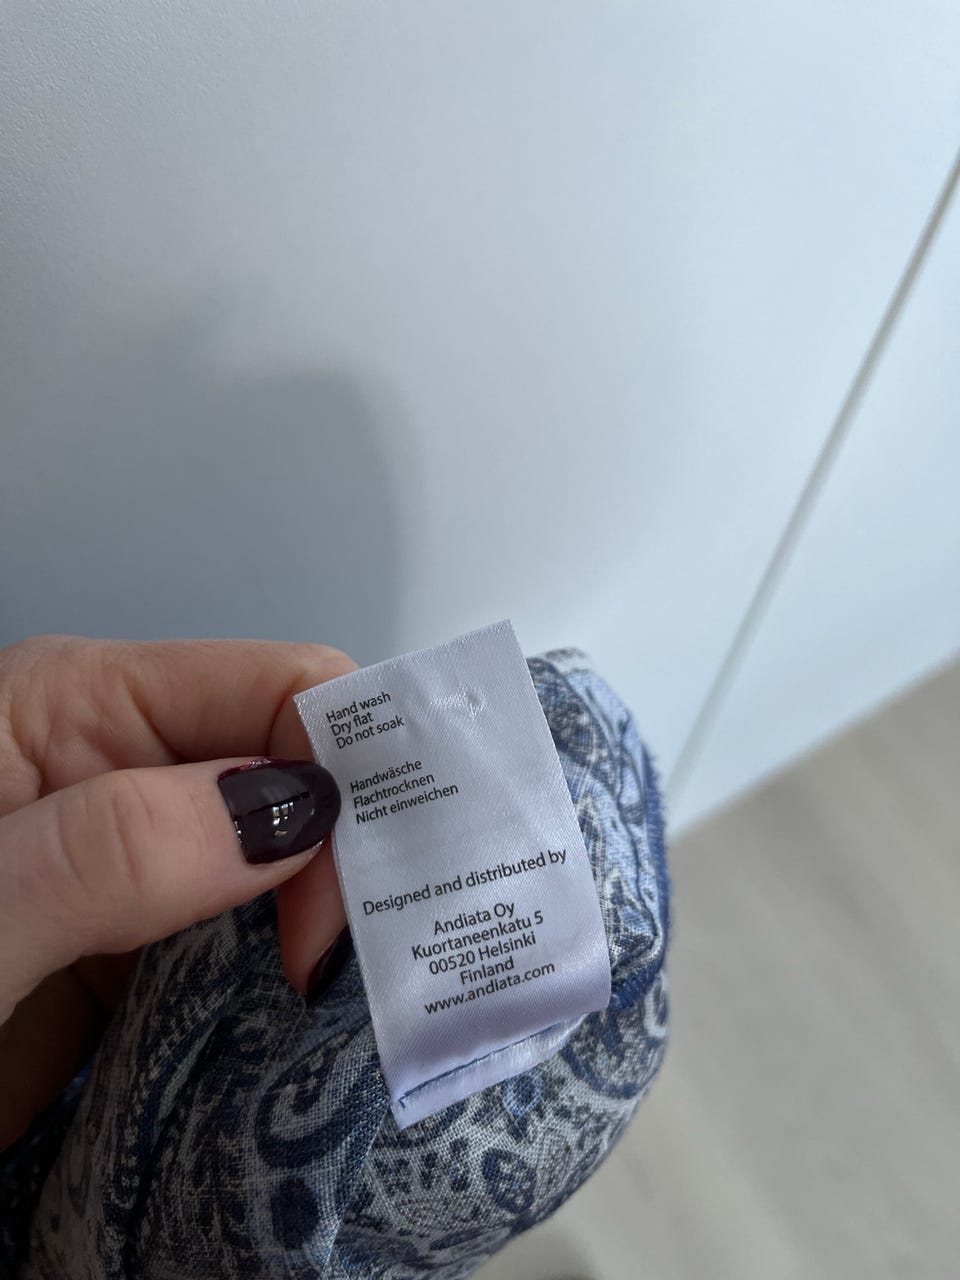 Hand wash
Dry flat
Do not soak
Handwäsche
Flachtrocknen
Nicht einweichen
Designed and distributed by
Andiata Oy
Kuortaneenkatu 5
00520 Helsinki
Finland
www.andiata.com